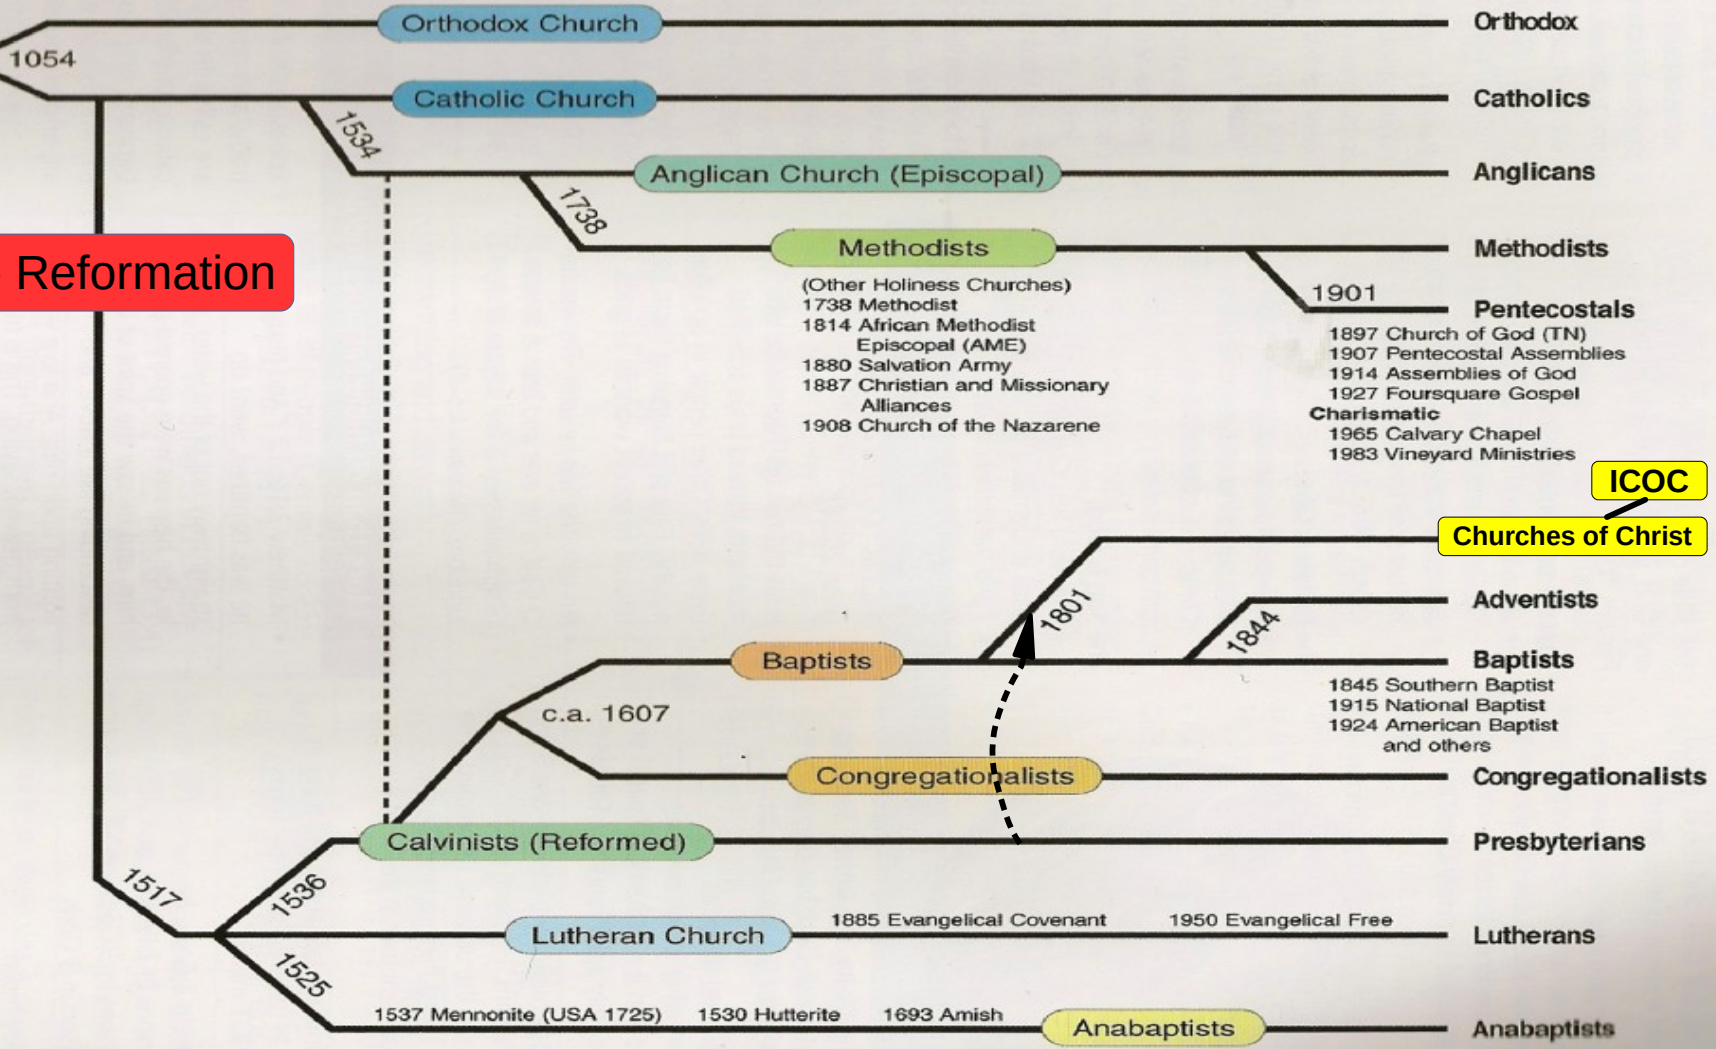 Orthodox Church
Orthodox
1054
Catholic Church
Catholics
1534
Anglican Church (Episcopal)
Anglicans
1738
Reformation
Methodists
Methodists
(Other Holiness Churches)
1738 Methodist
1814 African Methodist
Episcopal (AME)
1880 Salvation Army
1887 Christian and Missionary
Alliances
1908 Church of the Nazarene
1901
Pentecostals
1897 Church of God (TN)
1907 Pentecostal Assemblies
1914 Assemblies of God
1927 Foursquare Gospel
Charismatic
1965 Calvary Chapel
1983 Vineyard Ministries
ICOC
Churches of Christ
1801
Adventists
1844
Baptists
Baptists
1845 Southern Baptist
1915 National Baptist
1924 American Baptist
and others
c.a. 1607
Congregationalists
Congregationalists
Calvinists (Reformed)
Presbyterians
1517
1536
Lutheran Church
1885 Evangelical Covenant
1950 Evangelical Free
Lutherans
1525
1537 Mennonite (USA 1725)
1530 Hutterite
1693 Amish
Anabaptists
Anabaptists